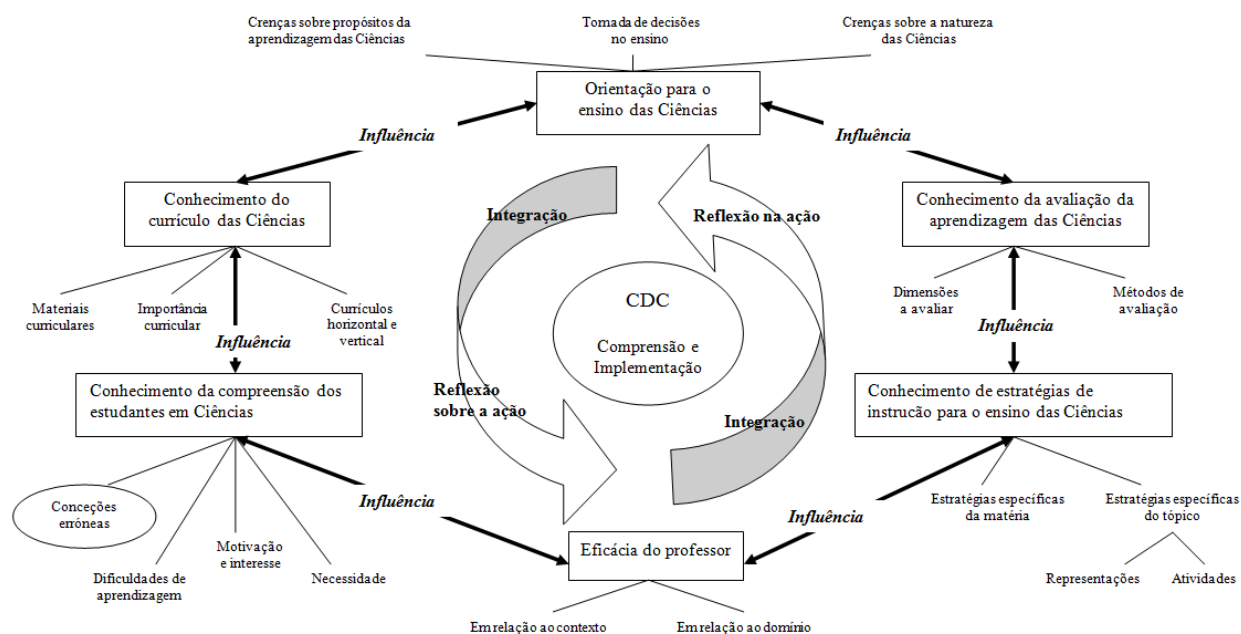 Crenças sobre propósitos da
aprendizagem das Ciências
Tomada de decisões
no ensino
Crenças sobre a natureza
das Ciências
Orientação para o
ensino das Ciências
Influência
Influência
Conhecimento do
currículo das Ciências
Integração
Reflexão na ação
Conhecimento da avaliação da
aprendizagem das Ciências
Materiais
curriculares
Importância
curricular
Currículos
horizontal e
vertical
CDC
Comprensão e
Implementação
Dimensões
a avaliar
Métodos de
avaliação
Influência
Influência
Conhecimento da compreensão dos
estudantes em Ciências
Reflexão
sobre a ação
Integração
Conhecimento de estratégias de
instrucão para o ensino das Ciências
Conceções
erróneas
Dificuldades de
aprendizagem
Motivação
e interesse
Necessidade
Influência
Influência
Eficácia do professor
Estratégias específicas
da matéria
Estratégias específicas
do tópico
Representações
Atividades
Em relação ao contexto
Em relação ao domínio